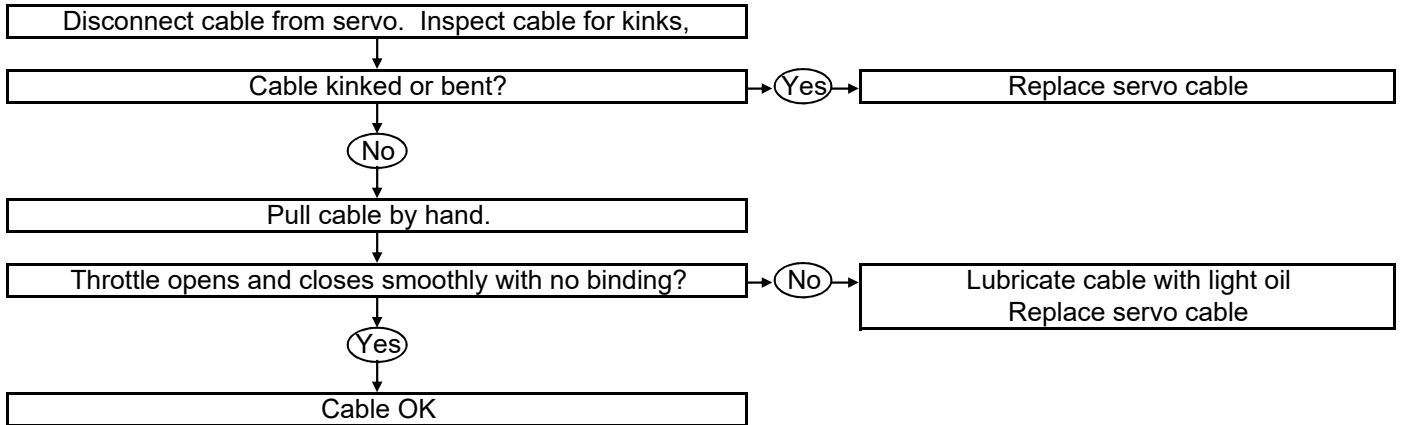 Disconnect cable from servo.  Inspect cable for kinks,
Cable kinked or bent?
Yes
Replace servo cable
No
Pull cable by hand.
Throttle opens and closes smoothly with no binding?
No
Lubricate cable with light oil
Replace servo cable
Yes
Cable OK